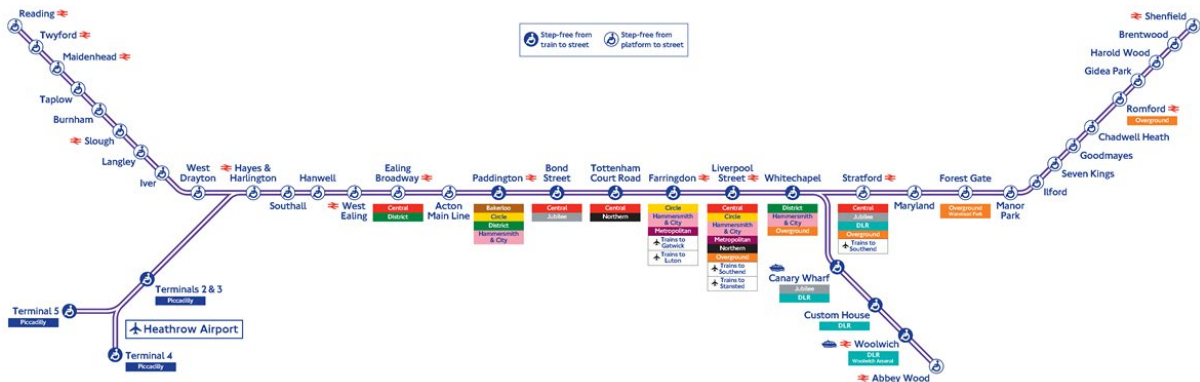 Reading
Twyford
Maidenhead
Taplow
Burnham
Slough
Langley
Iver
West
Drayton
Hayes &
Harlington
Southall
Hanwell
West
Ealing
Ealing
Broadway
Central
District
Acton
Main Line
Paddington
Bakerloo
Circle
District
Hammersmith
& City
Bond
Street
Central
Jubilee
Tottenham
Court Road
Central
Northern
Farringdon
Circle
Hammersmith
& City
Metropolitan
Trains to
Gatwick
Trains to
Luton
Liverpool
Street
Central
Circle
Hammersmith
& City
Metropolitan
Northern
Overground
Trains to
Southend
Trains to
Stansted
Whitechapel
District
Hammersmith
& City
Overground
Stratford
Central
Jubilee
DLR
Overground
Trains to
Southend
Maryland
Forest Gate
Overground
Wanstead Park
Manor
Park
Ilford
Seven Kings
Goodmayes
Chadwell Heath
Romford
Overground
Gidea Park
Harold Wood
Brentwood
Shenfield
Step-free from
train to street
Step-free from
platform to street
Terminals 2 & 3
Piccadilly
Terminal 5
Piccadilly
Heathrow Airport
Terminal 4
Piccadilly
Canary Wharf
Jubilee
DLR
Custom House
DLR
Woolwich
DLR
Woolwich Arsenal
Abbey Wood